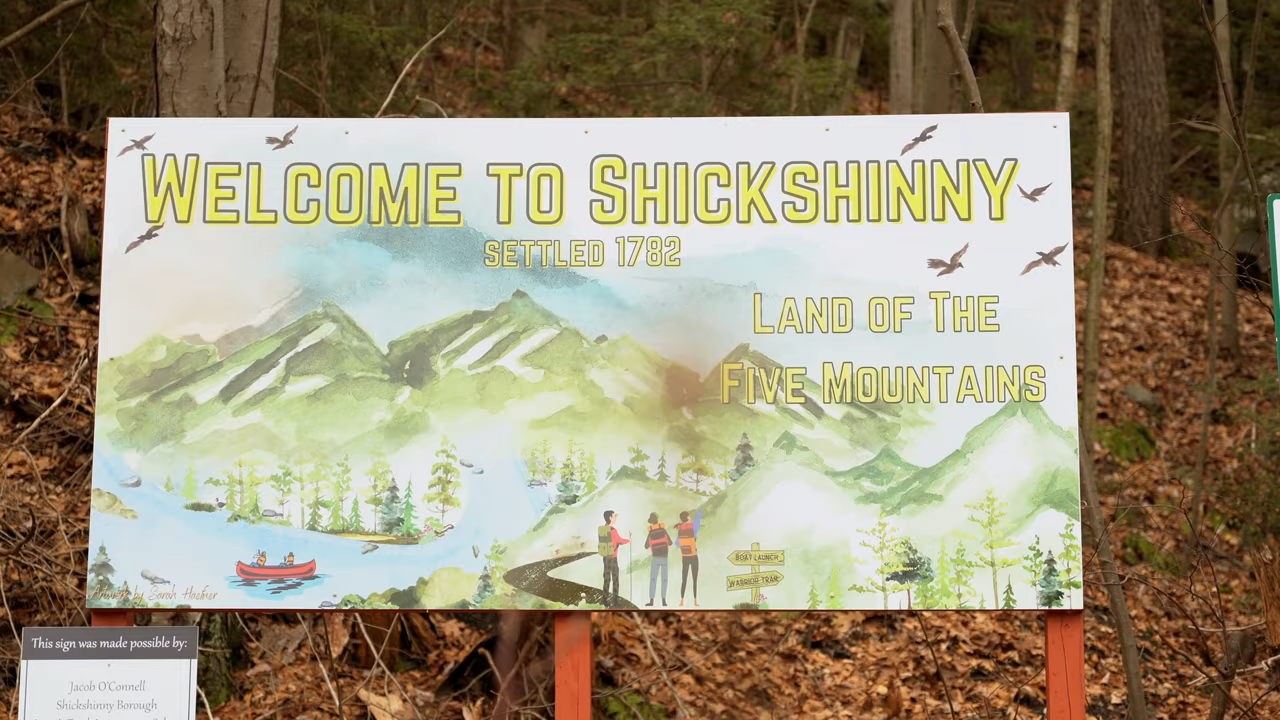 Welcome to Shickshinny
settled 1782
Land of The
Five Mountains
BOAT LAUNCH
WARRIOR TRAIL
Artwork by Sarah Hoefner
This sign was made possible by:
Jacob O'Connell
Shickshinny Borough